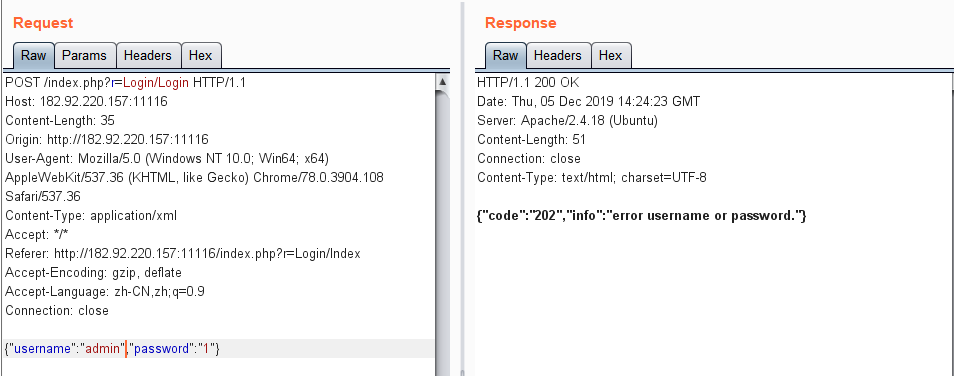 Request
Raw Params Headers Hex
POST /index.php?r=Login/Login HTTP/1.1
Host: 182.92.220.157:11116
Content-Length: 35
Origin: http://182.92.220.157:11116
User-Agent: Mozilla/5.0 (Windows NT 10.0; Win64; x64)
AppleWebKit/537.36 (KHTML, like Gecko) Chrome/78.0.3904.108
Safari/537.36
Content-Type: application/xml
Accept: */*
Referer: http://182.92.220.157:11116/index.php?r=Login/Index
Accept-Encoding: gzip, deflate
Accept-Language: zh-CN,zh;q=0.9
Connection: close
{"username":"admin","password":"1"}
Response
Raw Headers Hex
HTTP/1.1 200 OK
Date: Thu, 05 Dec 2019 14:24:23 GMT
Server: Apache/2.4.18 (Ubuntu)
Content-Length: 51
Connection: close
Content-Type: text/html; charset=UTF-8
{"code":"202","info":"error username or password."}